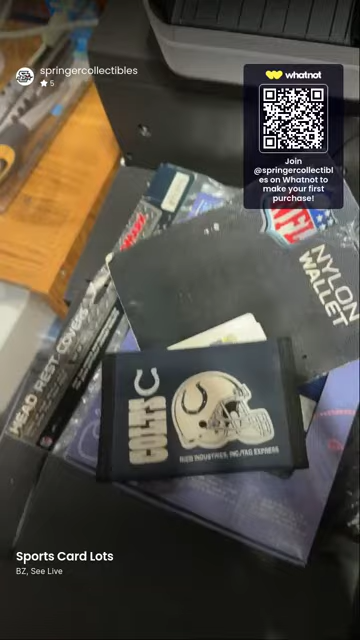 springercollectibles
★ 5
whatnot
Join
@springercollectibl
es on Whatnot to
make your first
purchase!
NFL
NYLON
WALLET
HEAD REST COVERS
COLTS
RICO INDUSTRIES, INC./TAG EXPRESS
Sports Card Lots
BZ, See Live